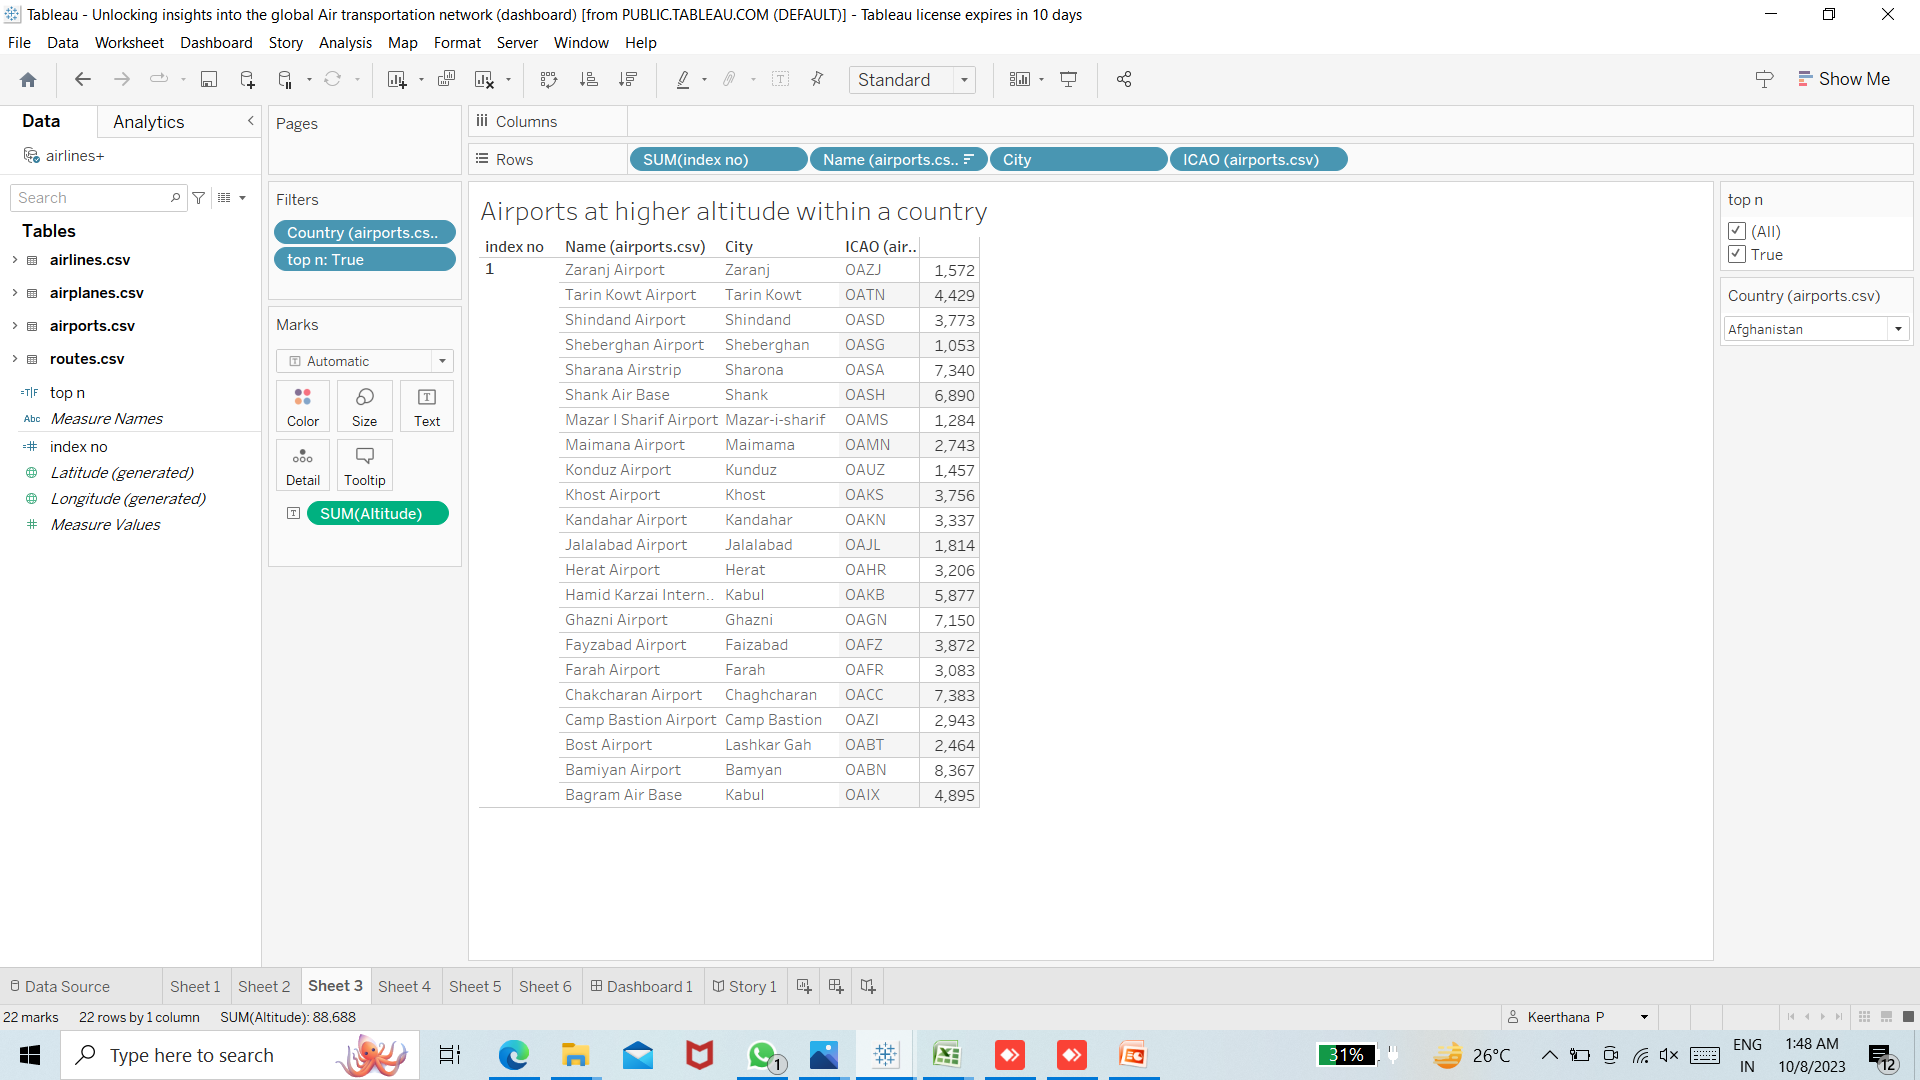 Tableau - Unlocking insights into the global Air transportation network (dashboard) [from PUBLIC.TABLEAU.COM (DEFAULT)] - Tableau license expires in 10 days
File Data Worksheet Dashboard Story Analysis Map Format Server Window Help
Standard
Show Me
Data Analytics
airlines+
Search
Tables
airlines.csv
airplanes.csv
airports.csv
routes.csv
=T|F top n
Abc Measure Names
=# index no
Latitude (generated)
Longitude (generated)
# Measure Values
Pages
Filters
Country (airports.cs..
top n: True
Marks
Automatic
Color Size Text
Detail Tooltip
SUM(Altitude)
Columns
Rows SUM(index no) Name (airports.cs.. City ICAO (airports.csv)
Airports at higher altitude within a country
index no Name (airports.csv) City ICAO (air..
1 Zaranj Airport Zaranj OAZJ 1,572
Tarin Kowt Airport Tarin Kowt OATN 4,429
Shindand Airport Shindand OASD 3,773
Sheberghan Airport Sheberghan OASG 1,053
Sharana Airstrip Sharona OASA 7,340
Shank Air Base Shank OASH 6,890
Mazar I Sharif Airport Mazar-i-sharif OAMS 1,284
Maimana Airport Maimama OAMN 2,743
Konduz Airport Kunduz OAUZ 1,457
Khost Airport Khost OAKS 3,756
Kandahar Airport Kandahar OAKN 3,337
Jalalabad Airport Jalalabad OAJL 1,814
Herat Airport Herat OAHR 3,206
Hamid Karzai Intern.. Kabul OAKB 5,877
Ghazni Airport Ghazni OAGN 7,150
Fayzabad Airport Faizabad OAFZ 3,872
Farah Airport Farah OAFR 3,083
Chakcharan Airport Chaghcharan OACC 7,383
Camp Bastion Airport Camp Bastion OAZI 2,943
Bost Airport Lashkar Gah OABT 2,464
Bamiyan Airport Bamyan OABN 8,367
Bagram Air Base Kabul OAIX 4,895
top n
(All)
True
Country (airports.csv)
Afghanistan
Data Source Sheet 1 Sheet 2 Sheet 3 Sheet 4 Sheet 5 Sheet 6 Dashboard 1 Story 1
22 marks 22 rows by 1 column SUM(Altitude): 88,688
Keerthana P
Type here to search
1
31%
26°C
ENG
IN
1:48 AM
10/8/2023
12